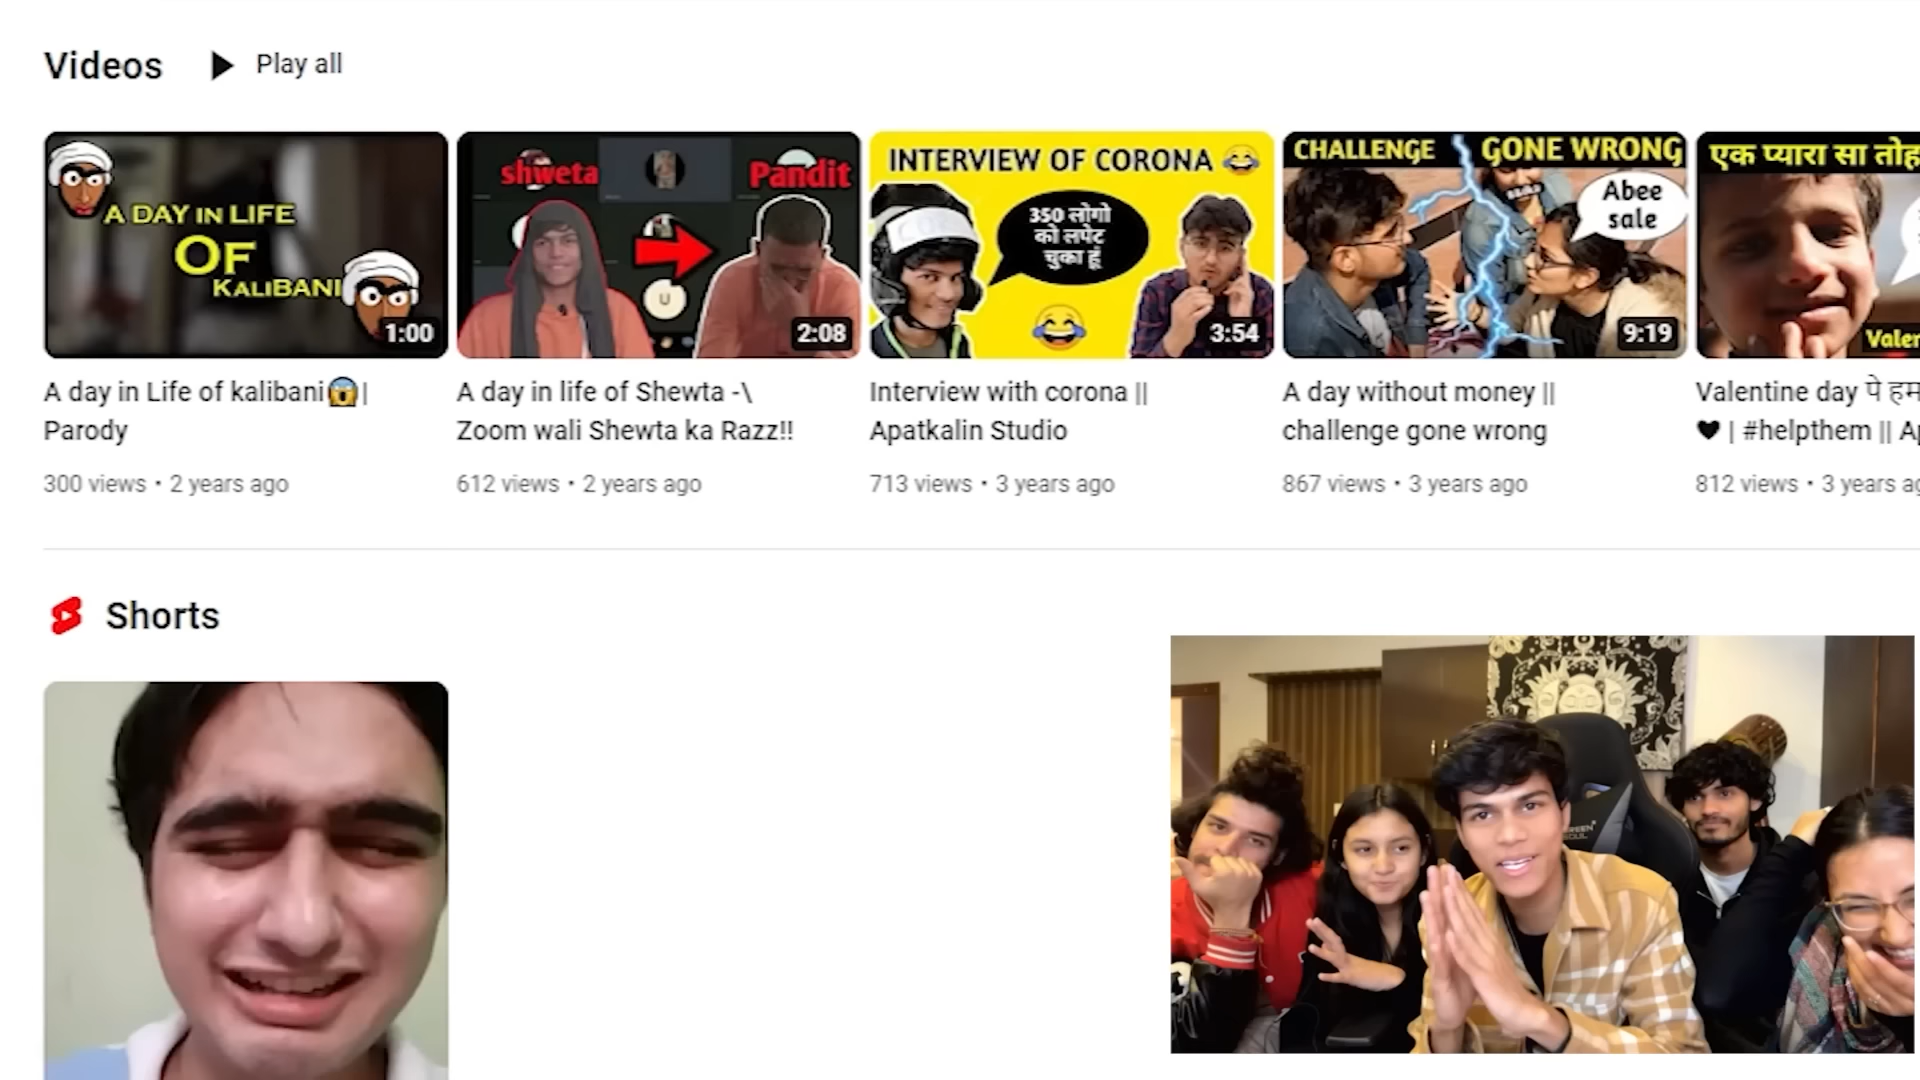 Videos
Play all
A DAY IN LIFE
OF
KALIBANI
1:00
shweta
Pandit
U
2:08
INTERVIEW OF CORONA 😂
350 लोगो
को लपेट
चुका हूं
3:54
CHALLENGE GONE WRONG
Abee
sale
9:19
एक प्यारा सा
A day in Life of kalibani😱|
Parody
300 views • 2 years ago
A day in life of Shewta -\
Zoom wali Shewta ka Razz!!
612 views • 2 years ago
Interview with corona ||
Apatkalin Studio
713 views • 3 years ago
A day without money ||
challenge gone wrong
867 views • 3 years ago
Valentine day पे
🖤 | #helpthem ||
812 views • 3 years
Shorts